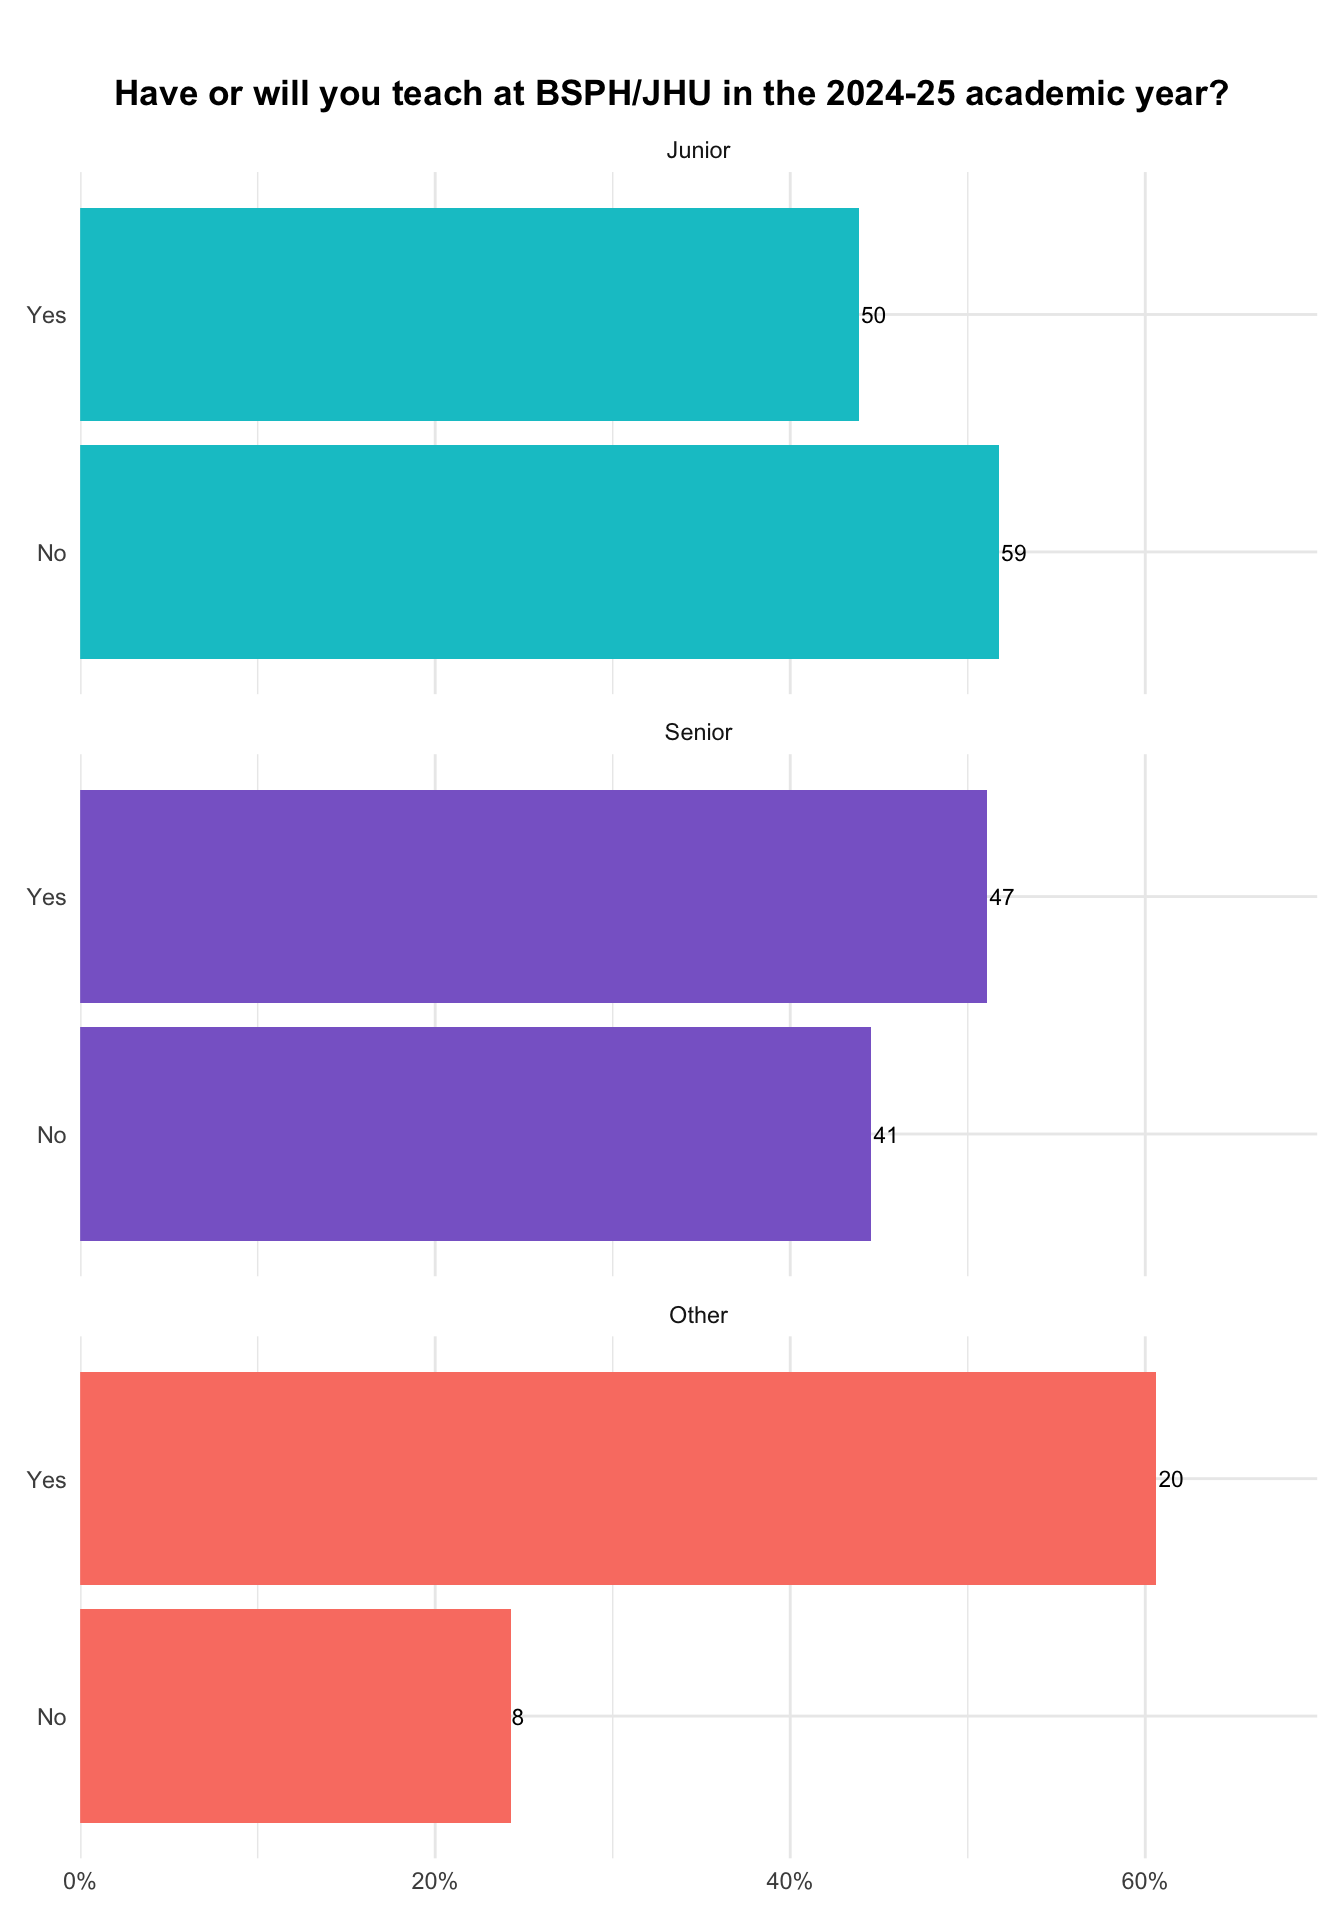 Have or will you teach at BSPH/JHU in the 2024-25 academic year?
Junior
Yes
50
No
59
Senior
Yes
47
No
41
Other
Yes
20
No
8
0%
20%
40%
60%